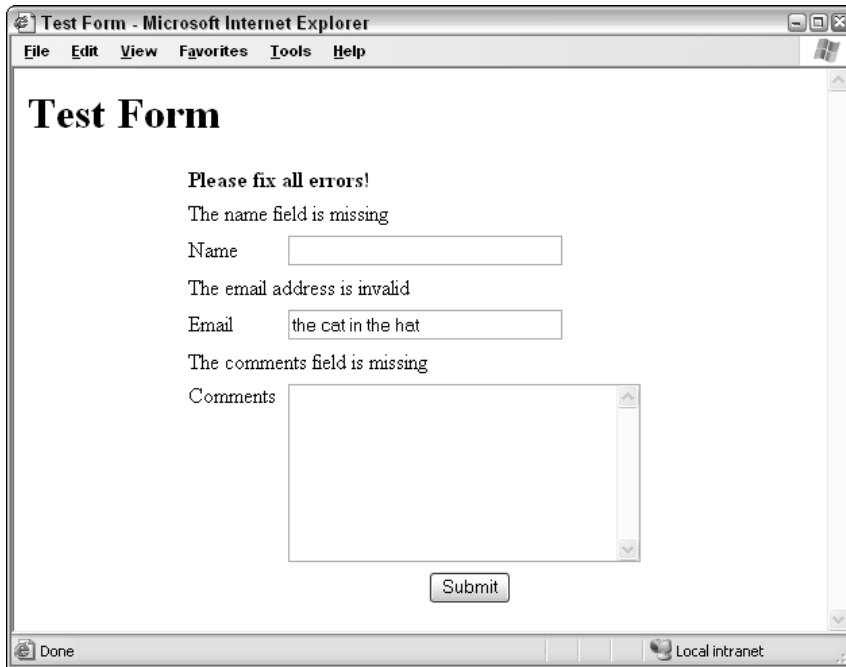 Test Form - Microsoft Internet Explorer
File Edit View Favorites Tools Help
Test Form
Please fix all errors!
The name field is missing
Name
The email address is invalid
Email the cat in the hat
The comments field is missing
Comments
Submit
Done Local intranet